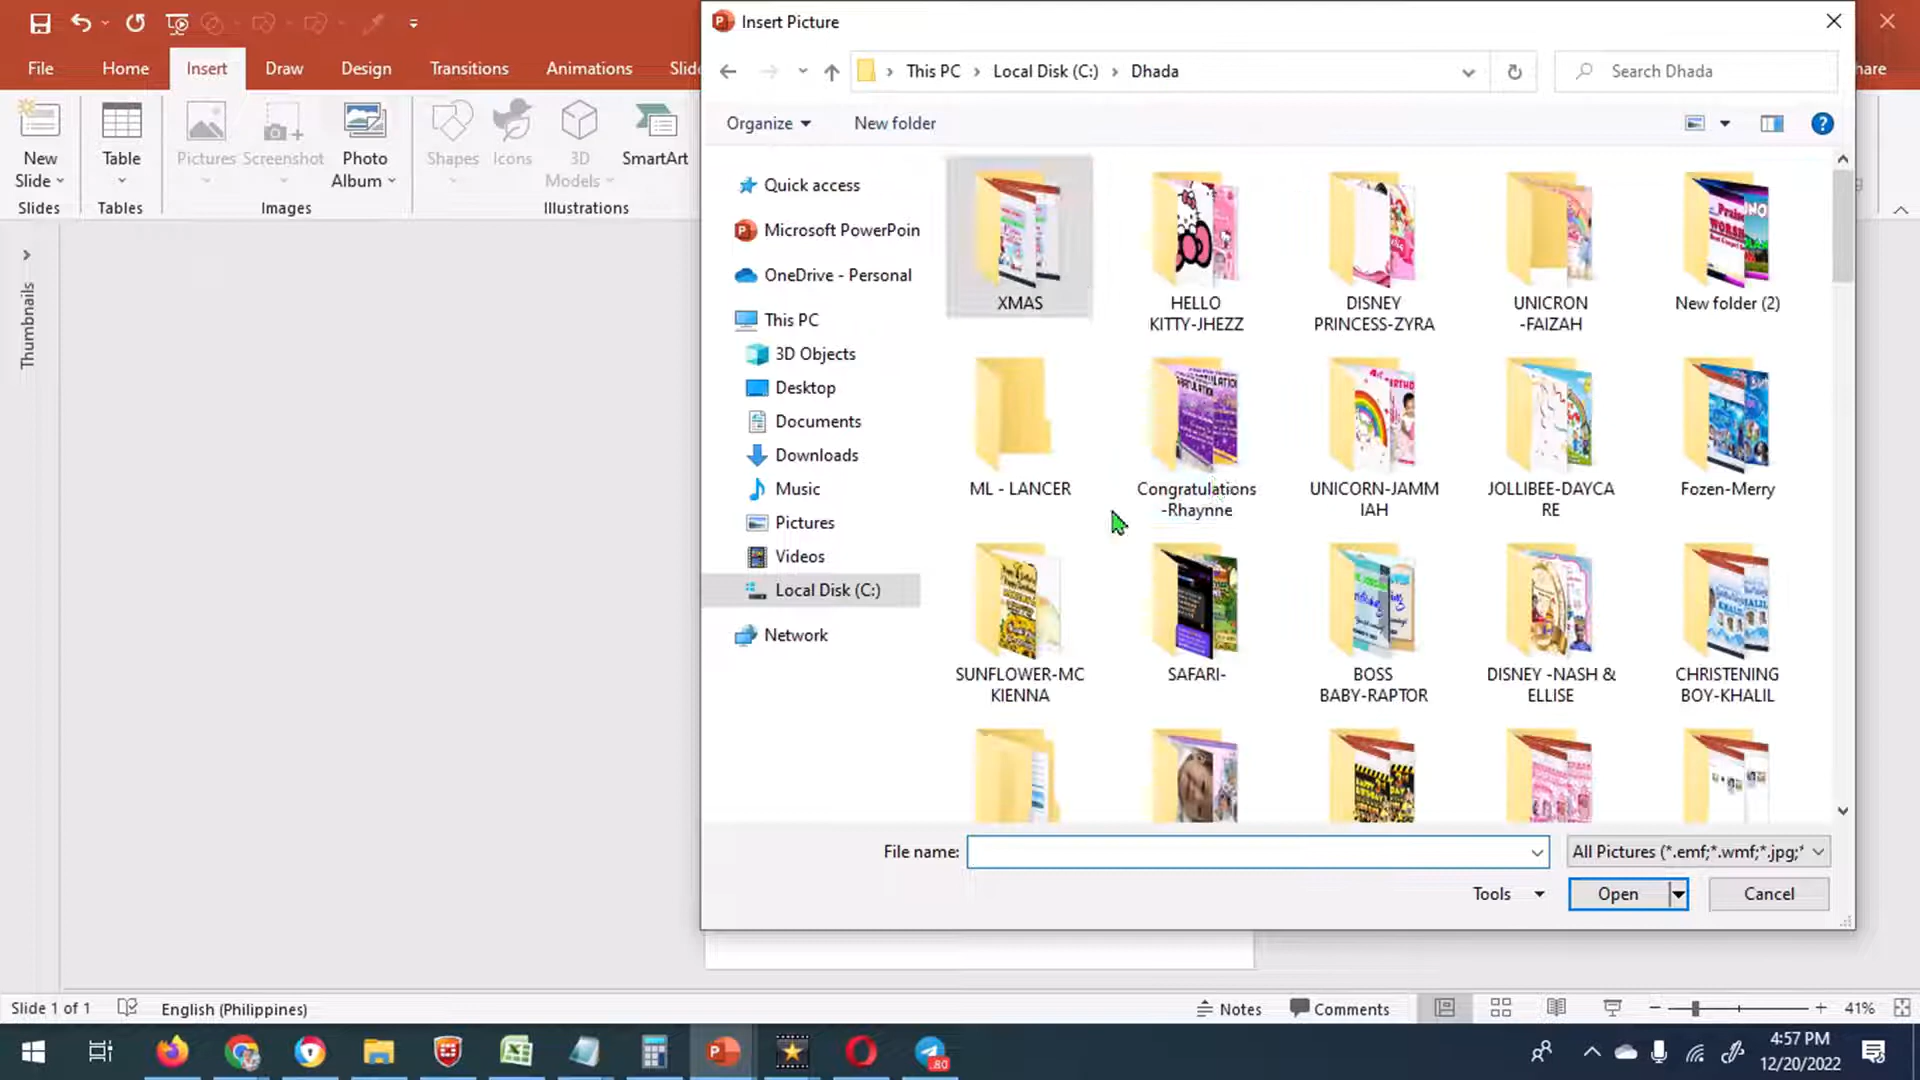 Insert Picture
File
Home
Insert
Draw
Design
Transitions
Animations
Slid
hare
This PC
Local Disk (C:)
Dhada
Search Dhada
New
Slide
Table
Pictures
Screenshot
Photo
Album
Shapes
Icons
3D
Models
SmartArt
Slides
Tables
Images
Illustrations
Organize
New folder
Thumbnails
Quick access
Microsoft PowerPoin
OneDrive - Personal
This PC
3D Objects
Desktop
Documents
Downloads
Music
Pictures
Videos
Local Disk (C:)
Network
XMAS
HELLO
KITTY-JHEZZ
DISNEY
PRINCESS-ZYRA
UNICRON
-FAIZAH
New folder (2)
ML - LANCER
Congratulations
-Rhaynne
UNICORN-JAMM
IAH
JOLLIBEE-DAYCA
RE
Fozen-Merry
SUNFLOWER-MC
KIENNA
SAFARI-
BOSS
BABY-RAPTOR
DISNEY -NASH &
ELLISE
CHRISTENING
BOY-KHALIL
File name:
All Pictures (*.emf;*.wmf;*.jpg;*
Tools
Open
Cancel
Slide 1 of 1
English (Philippines)
Notes
Comments
41%
80
4:57 PM
12/20/2022